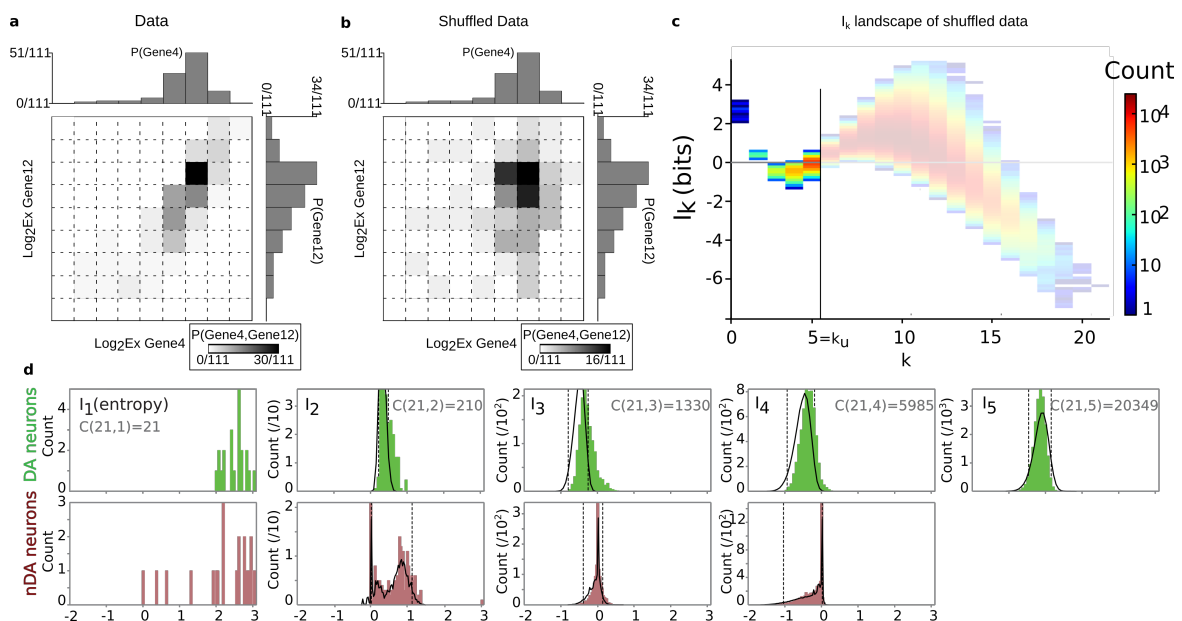 a Data
51/111
P(Gene4)
0/111
0/111
34/111
Log2Ex Gene12
P(Gene12)
Log2Ex Gene4
P(Gene4,Gene12)
0/111 30/111
b Shuffled Data
51/111
P(Gene4)
0/111
0/111
34/111
Log2Ex Gene12
P(Gene12)
Log2Ex Gene4
P(Gene4,Gene12)
0/111 16/111
c Ik landscape of shuffled data
Ik (bits)
4
2
0
-2
-4
-6
0 5=ku 10 15 20
k
Count
10^4
10^3
10^2
10
1
d
DA neurons
Count
4
2
0
I1(entropy)
C(21,1)=21
Count (/10)
3
2
1
0
I2
C(21,2)=210
Count (/10^2)
2
1
0
I3
C(21,3)=1330
Count (/10^2)
8
6
4
2
0
I4
C(21,4)=5985
Count (/10^3)
3
2
1
0
I5
C(21,5)=20349
nDA neurons
Count
3
2
1
0
-2 -1 0 1 2 3
Count (/10)
2
1
0
-2 -1 0 1 2 3
Count (/10^2)
3
2
1
0
-2 -1 0 1 2 3
Count (/10^2)
12
8
4
2
0
-2 -1 0 1 2 3